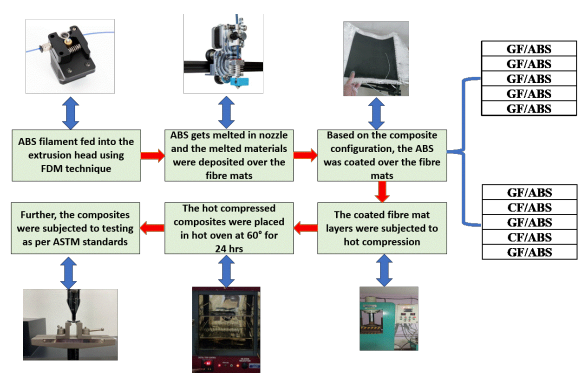 ABS filament fed into the
extrusion head using
FDM technique
ABS gets melted in nozzle
and the melted materials
were deposited over the
fibre mats
Based on the composite
configuration, the ABS
was coated over the fibre
mats
GF/ABS
GF/ABS
GF/ABS
GF/ABS
GF/ABS
GF/ABS
CF/ABS
GF/ABS
CF/ABS
GF/ABS
The coated fibre mat
layers were subjected to
hot compression
The hot compressed
composites were placed
in hot oven at 60° for
24 hrs
Further, the composites
were subjected to testing
as per ASTM standards